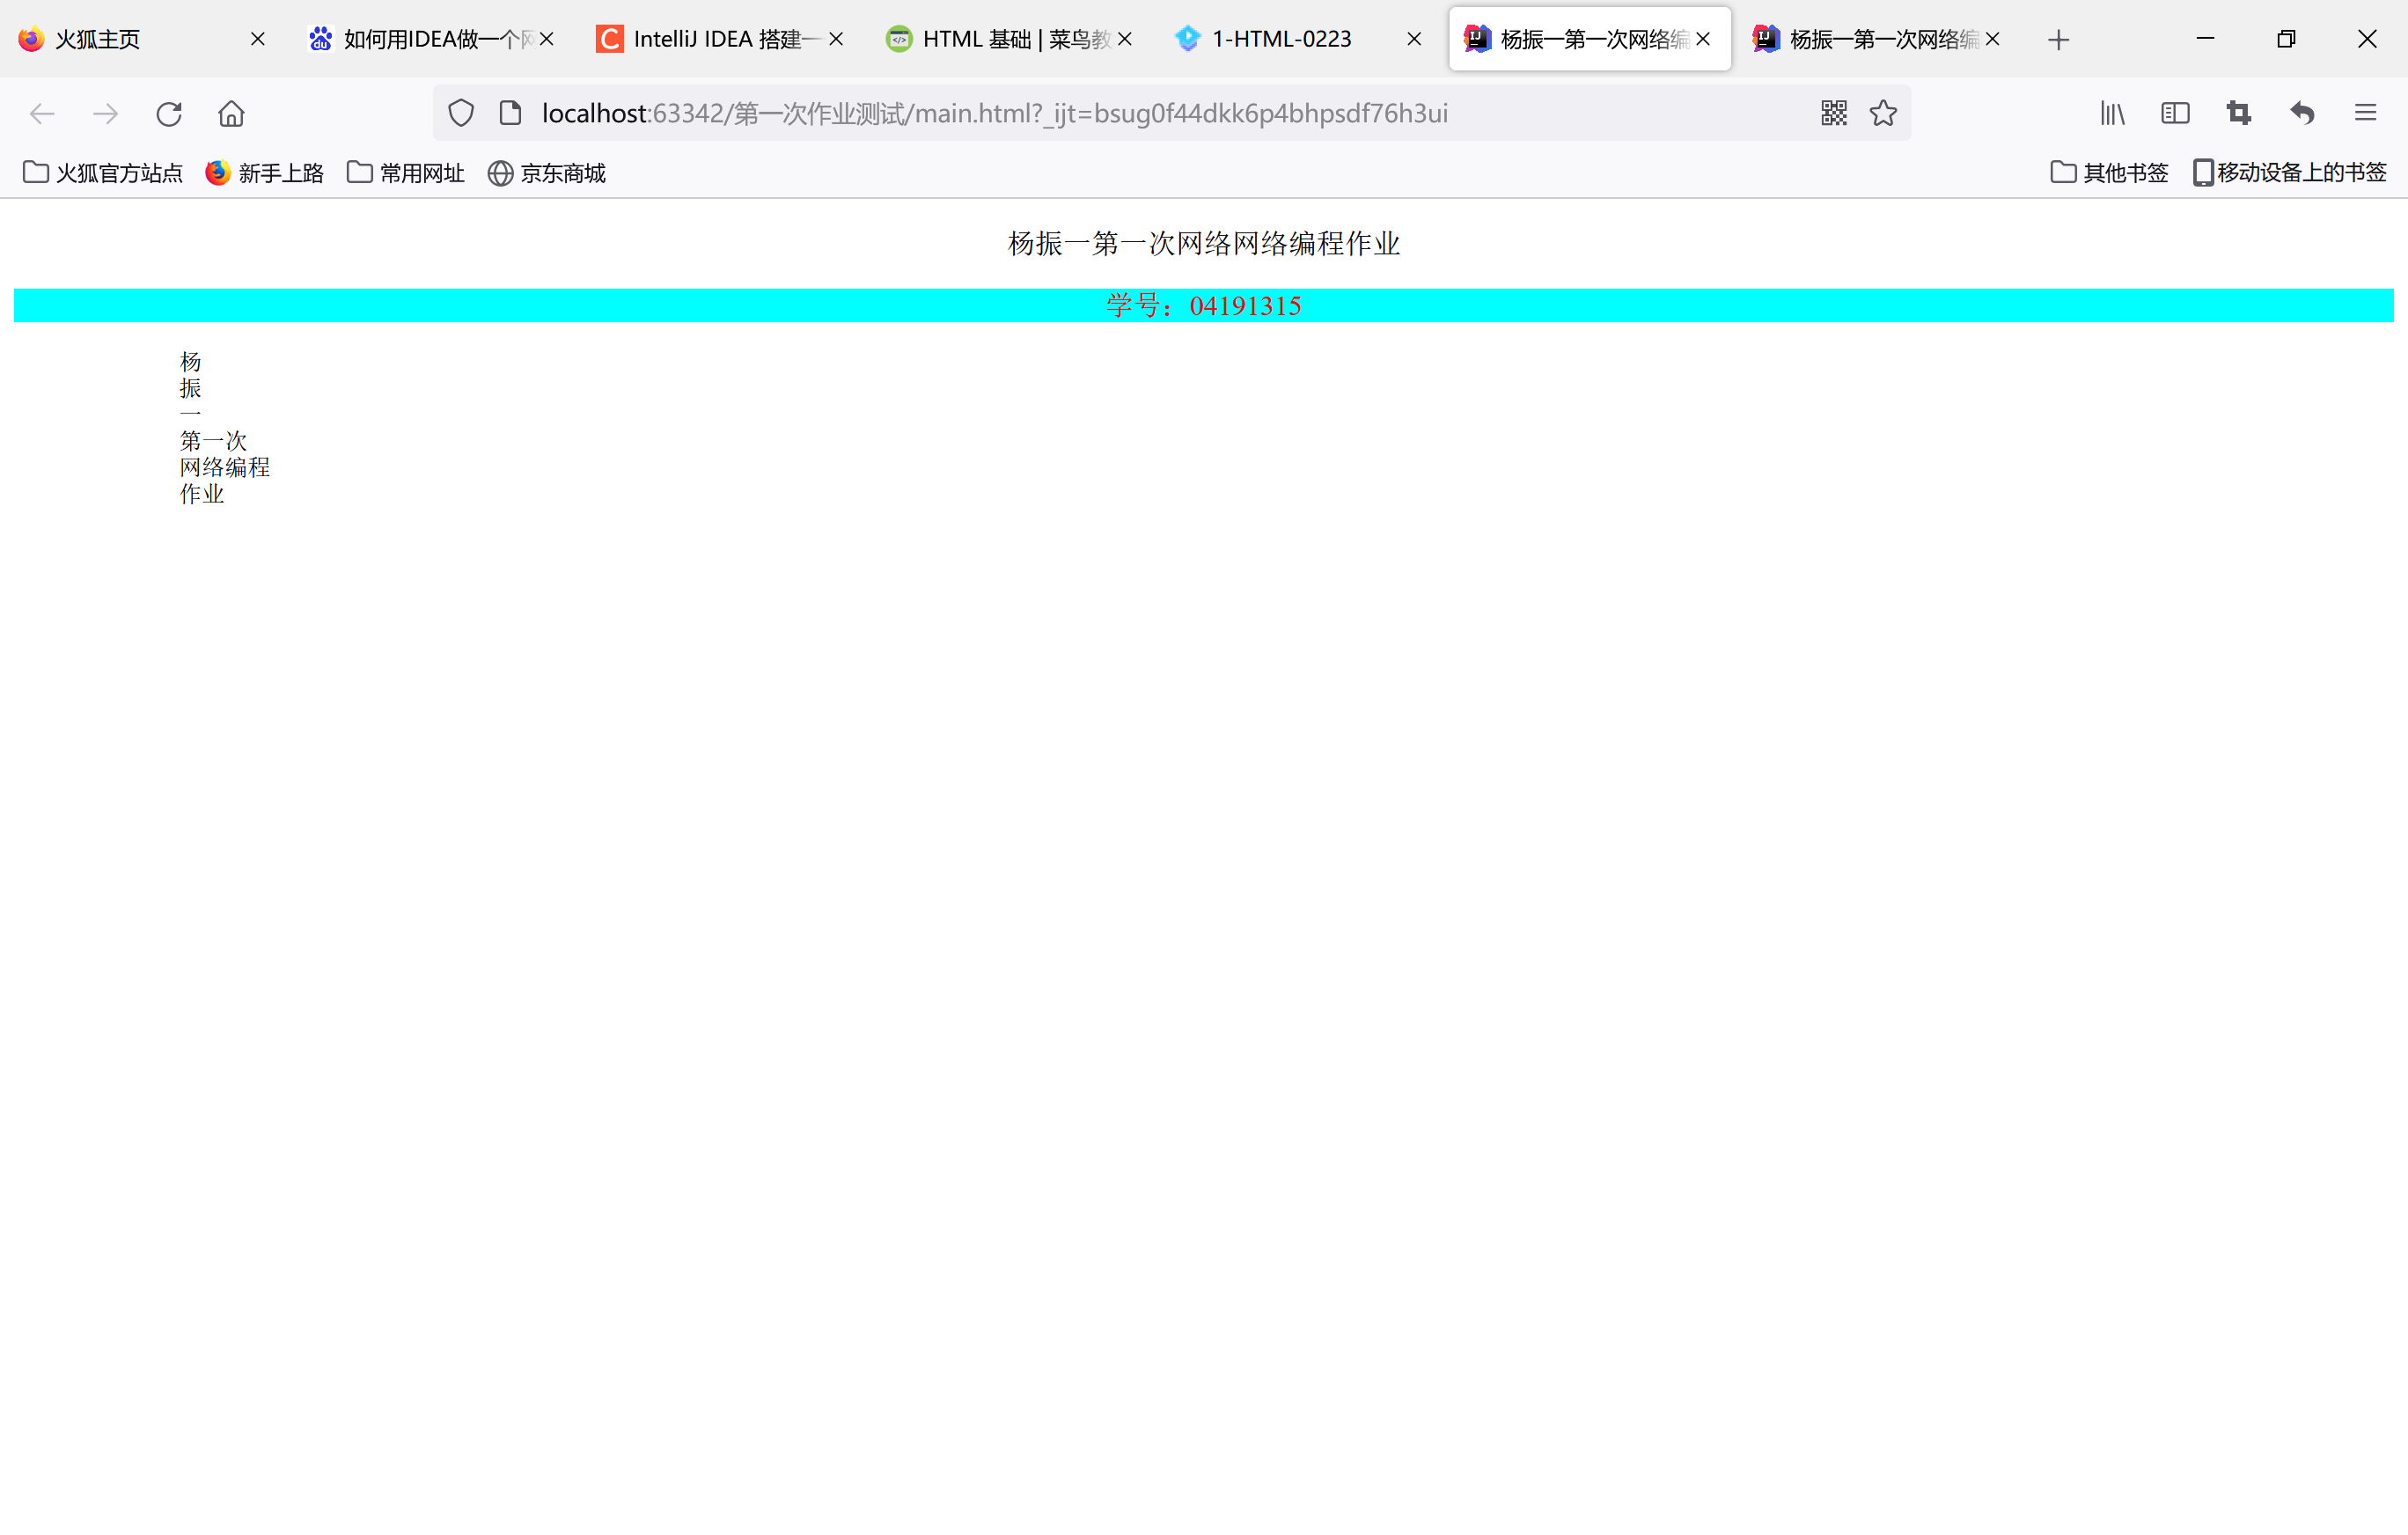 火狐主页
如何用IDEA做一个网
IntelliJ IDEA 搭建一
HTML 基础 | 菜鸟教
1-HTML-0223
杨振一第一次网络编
杨振一第一次网络编
localhost:63342/第一次作业测试/main.html?_ijt=bsug0f44dkk6p4bhpsdf76h3ui
火狐官方站点
新手上路
常用网址
京东商城
其他书签
移动设备上的书签
杨振一第一次网络网络编程作业
学号：04191315
杨
振
一
第一次
网络编程
作业